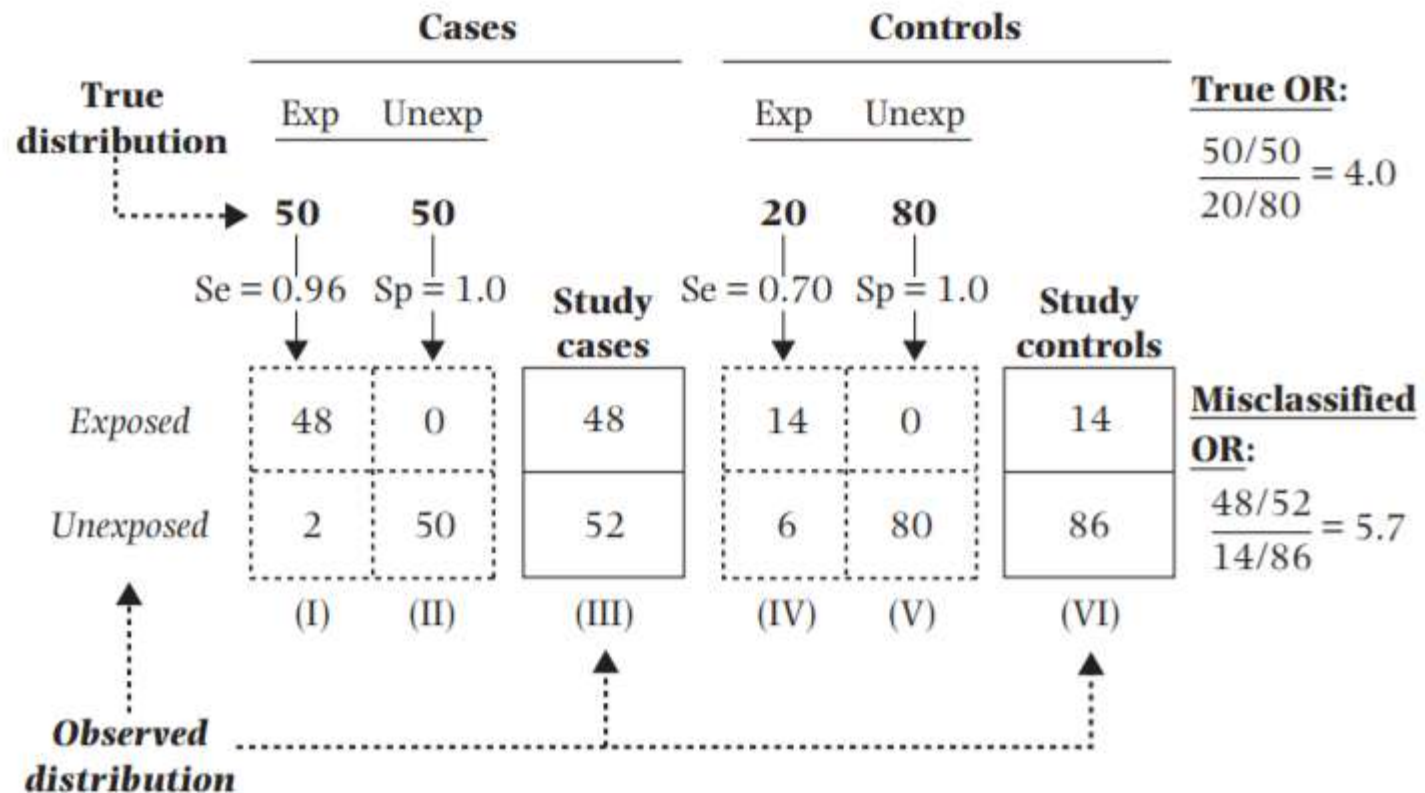 Cases Controls
True distribution
Exp Unexp Exp Unexp
True OR:
50/50
20/80
= 4.0
50 50 20 80
Se = 0.96 Sp = 1.0 Se = 0.70 Sp = 1.0
Study cases
Study controls
Exposed 48 0 48 14 0 14
Unexposed 2 50 52 6 80 86
(I) (II) (III) (IV) (V) (VI)
Misclassified
OR:
48/52
14/86
= 5.7
Observed
distribution